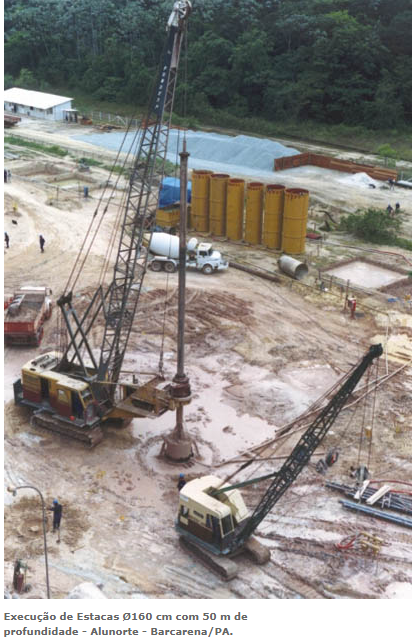 Execução de Estacas Ø160 cm com 50 m de
profundidade - Alunorte - Barcarena/PA.